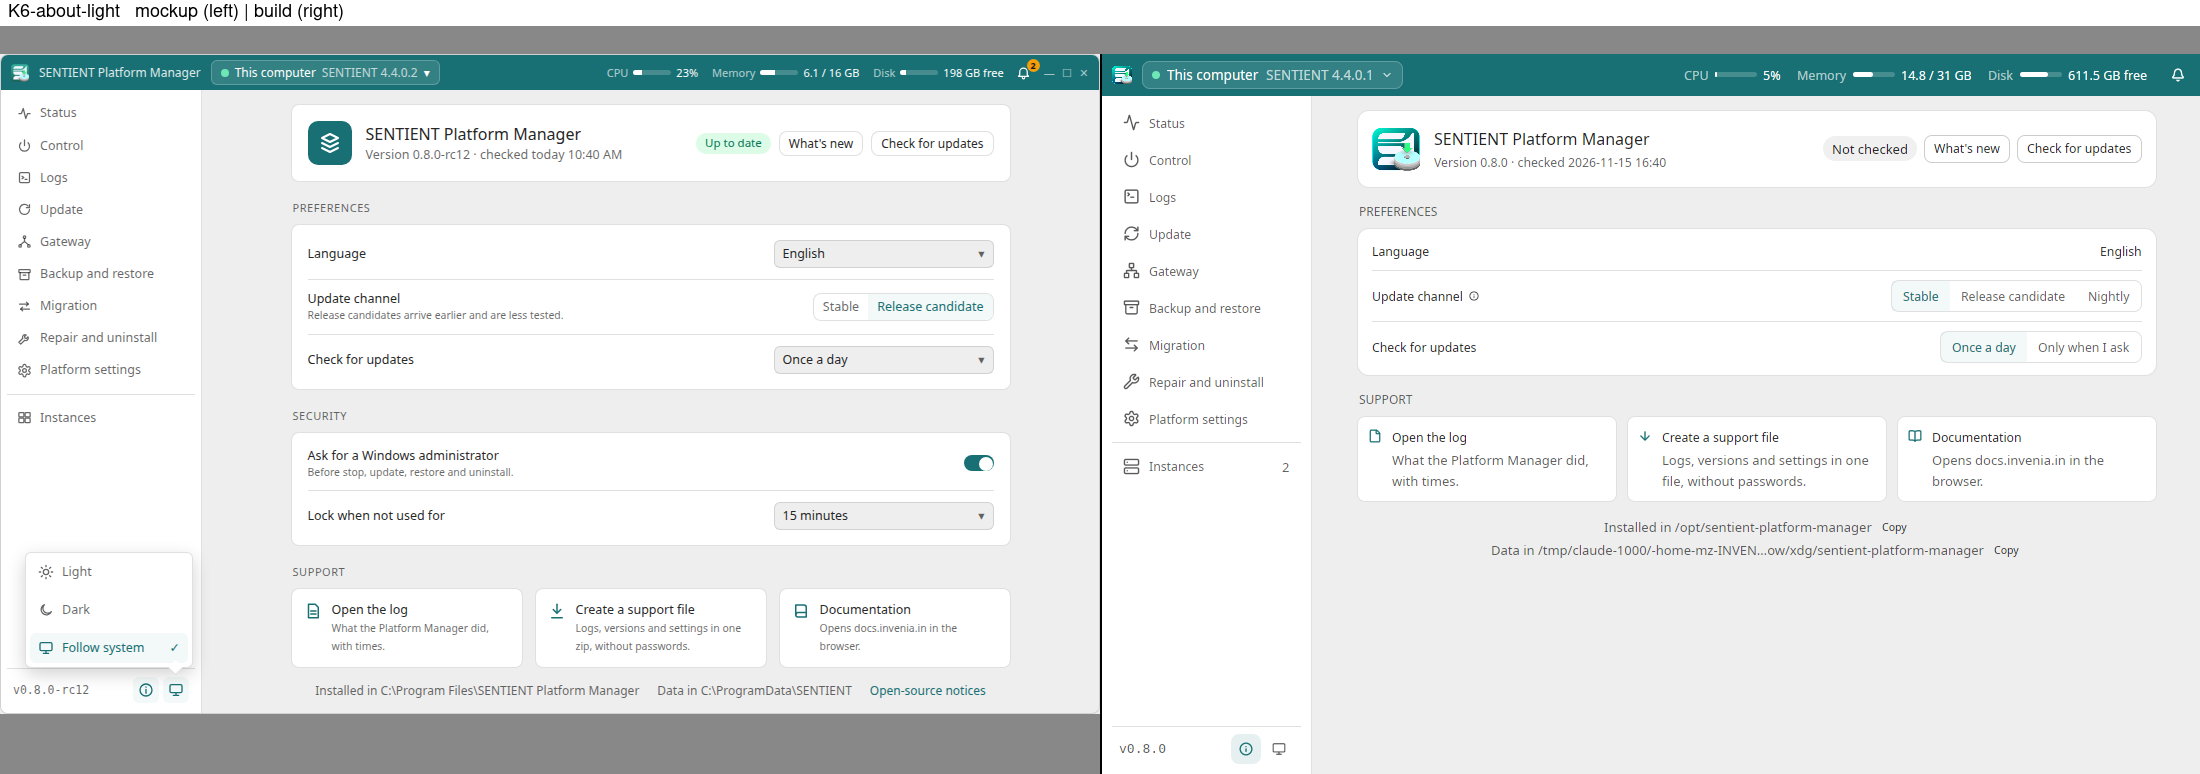 K6-about-light   mockup (left) | build (right)
SENTIENT Platform Manager
This computer SENTIENT 4.4.0.2 ▾
CPU 23% Memory 6.1 / 16 GB Disk 198 GB free 2
Status
Control
Logs
Update
Gateway
Backup and restore
Migration
Repair and uninstall
Platform settings
Instances
Light
Dark
Follow system ✓
v0.8.0-rc12
SENTIENT Platform Manager
Version 0.8.0-rc12 · checked today 10:40 AM
Up to date What's new Check for updates
PREFERENCES
Language English ▾
Update channel
Release candidates arrive earlier and are less tested.
Stable Release candidate
Check for updates Once a day ▾
SECURITY
Ask for a Windows administrator
Before stop, update, restore and uninstall.
Lock when not used for 15 minutes ▾
SUPPORT
Open the log
What the Platform Manager did,
with times.
Create a support file
Logs, versions and settings in one
zip, without passwords.
Documentation
Opens docs.invenia.in in the
browser.
Installed in C:\Program Files\SENTIENT Platform Manager Data in C:\ProgramData\SENTIENT Open-source notices
This computer SENTIENT 4.4.0.1
CPU 5% Memory 14.8 / 31 GB Disk 611.5 GB free
Status
Control
Logs
Update
Gateway
Backup and restore
Migration
Repair and uninstall
Platform settings
Instances 2
v0.8.0
SENTIENT Platform Manager
Version 0.8.0 · checked 2026-11-15 16:40
Not checked What's new Check for updates
PREFERENCES
Language English
Update channel Stable Release candidate Nightly
Check for updates Once a day Only when I ask
SUPPORT
Open the log
What the Platform Manager did,
with times.
Create a support file
Logs, versions and settings in one
file, without passwords.
Documentation
Opens docs.invenia.in in the
browser.
Installed in /opt/sentient-platform-manager Copy
Data in /tmp/claude-1000/-home-mz-INVEN...ow/xdg/sentient-platform-manager Copy